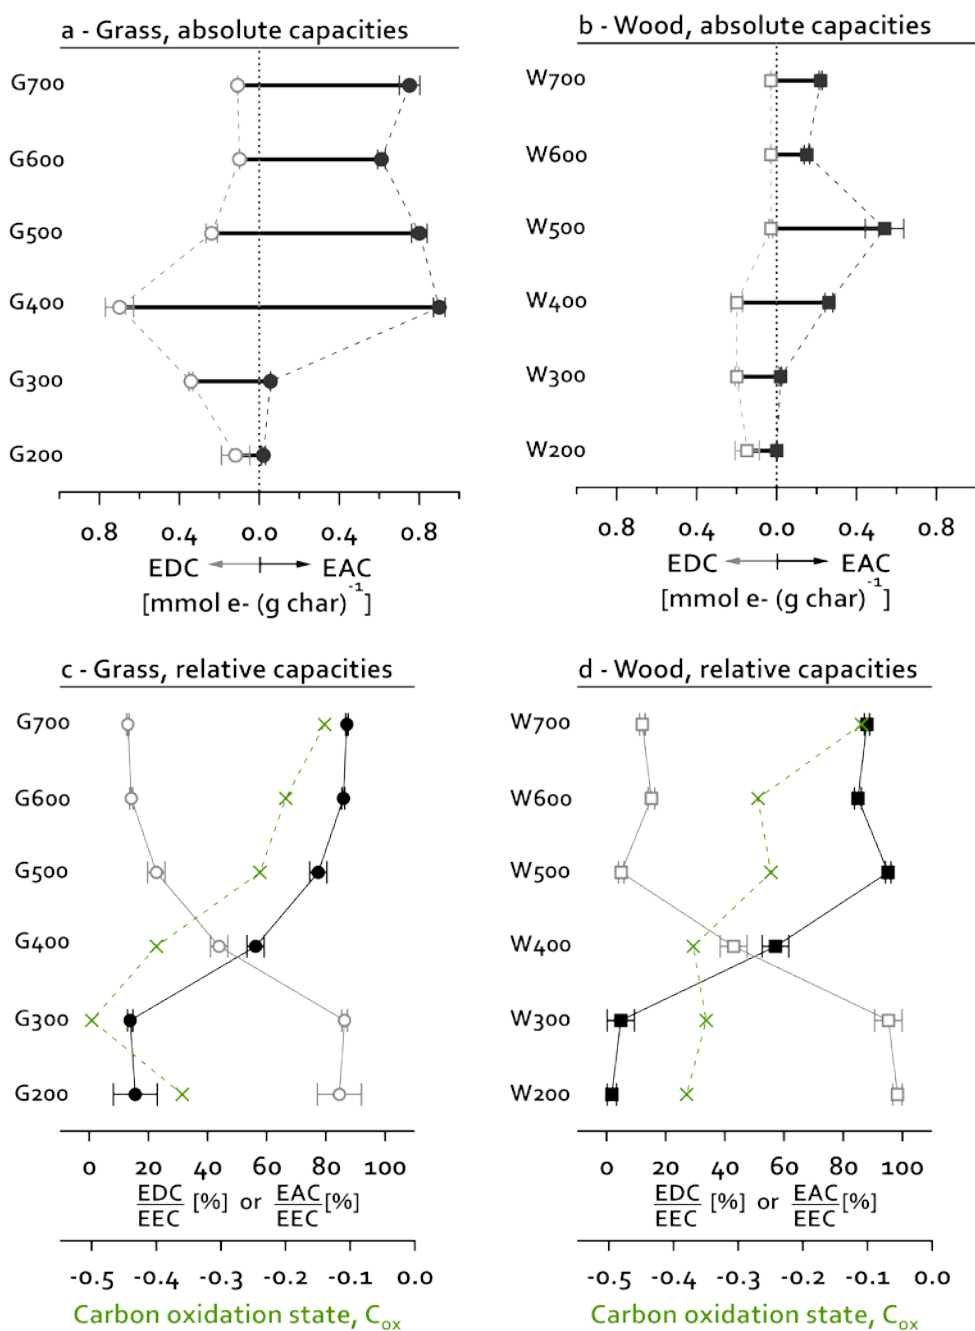 a - Grass, absolute capacities
G700
G600
G500
G400
G300
G200
0.8 0.4 0.0 0.4 0.8
EDC EAC
[mmol e- (g char)⁻¹]
b - Wood, absolute capacities
W700
W600
W500
W400
W300
W200
0.8 0.4 0.0 0.4 0.8
EDC EAC
[mmol e- (g char)⁻¹]
c - Grass, relative capacities
G700
G600
G500
G400
G300
G200
0 20 40 60 80 100
EDC/EEC [%] or EAC/EEC [%]
-0.5 -0.4 -0.3 -0.2 -0.1 0.0
Carbon oxidation state, Cₒₓ
d - Wood, relative capacities
W700
W600
W500
W400
W300
W200
0 20 40 60 80 100
EDC/EEC [%] or EAC/EEC [%]
-0.5 -0.4 -0.3 -0.2 -0.1 0.0
Carbon oxidation state, Cₒₓ